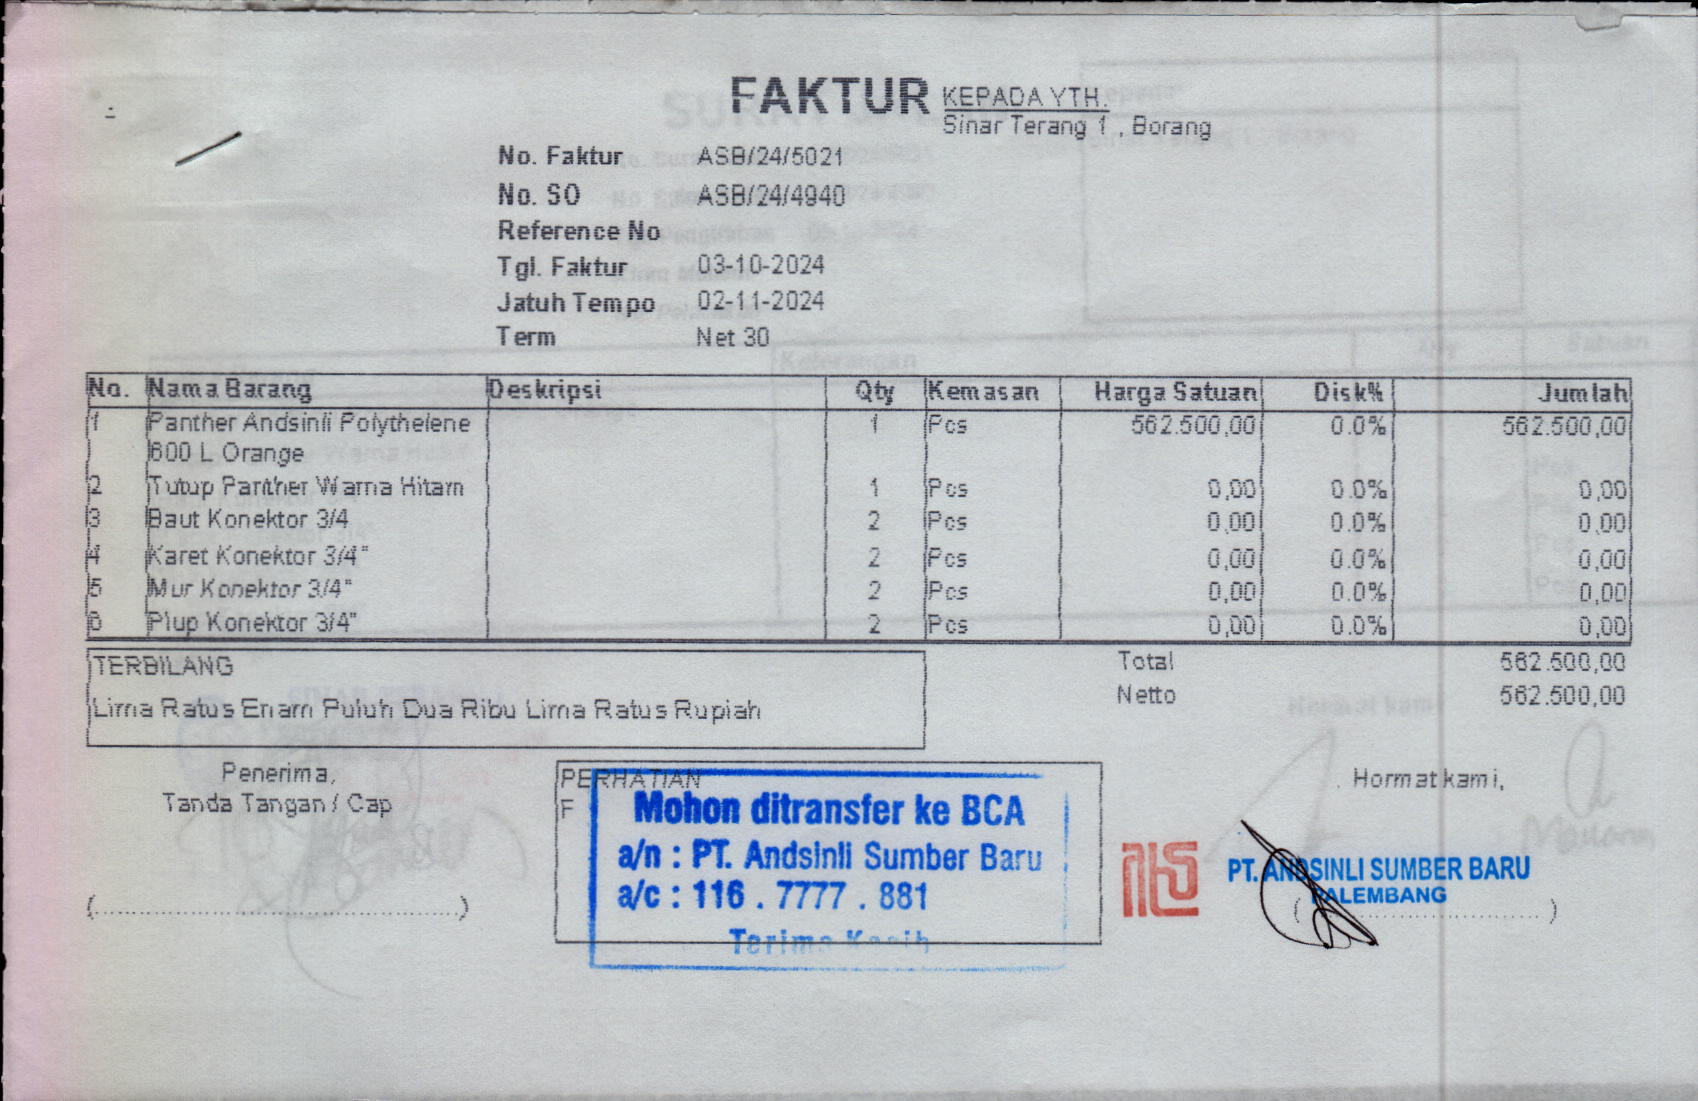 FAKTUR
KEPADA YTH.
Sinar Terang 1 , Borang
No. Faktur ASB/24/5021
No. SO ASB/24/4940
Reference No
Tgl. Faktur 03-10-2024
Jatuh Tempo 02-11-2024
Term Net 30
No. Nama Barang Deskripsi Qty Kemasan Harga Satuan Disk% Jumlah
1 Panther Andsinli Polythelene 1 Pcs 562.500,00 0.0% 562.500,00
600 L Orange
2 Tutup Panther Warna Hitam 1 Pcs 0,00 0.0% 0,00
3 Baut Konektor 3/4 2 Pcs 0,00 0.0% 0,00
4 Karet Konektor 3/4" 2 Pcs 0,00 0.0% 0,00
5 Mur Konektor 3/4" 2 Pcs 0,00 0.0% 0,00
6 Plup Konektor 3/4" 2 Pcs 0,00 0.0% 0,00
TERBILANG
Lima Ratus Enam Puluh Dua Ribu Lima Ratus Rupiah
Total 562.500,00
Netto 562.500,00
Penerima,
Tanda Tangan / Cap
PERHATIAN
F
Mohon ditransfer ke BCA
a/n : PT. Andsinli Sumber Baru
a/c : 116 . 7777 . 881
Terima Kasih
Hormat kami,
PT. ANDSINLI SUMBER BARU
PALEMBANG